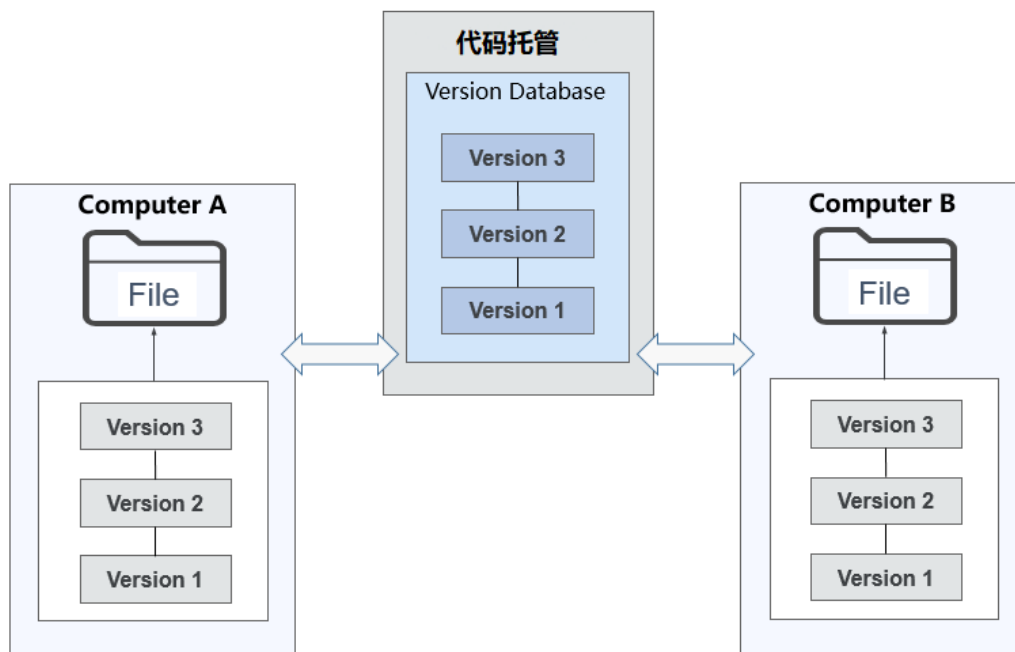 代码托管
Version Database
Version 3
Version 2
Version 1
Computer A
File
Version 3
Version 2
Version 1
Computer B
File
Version 3
Version 2
Version 1